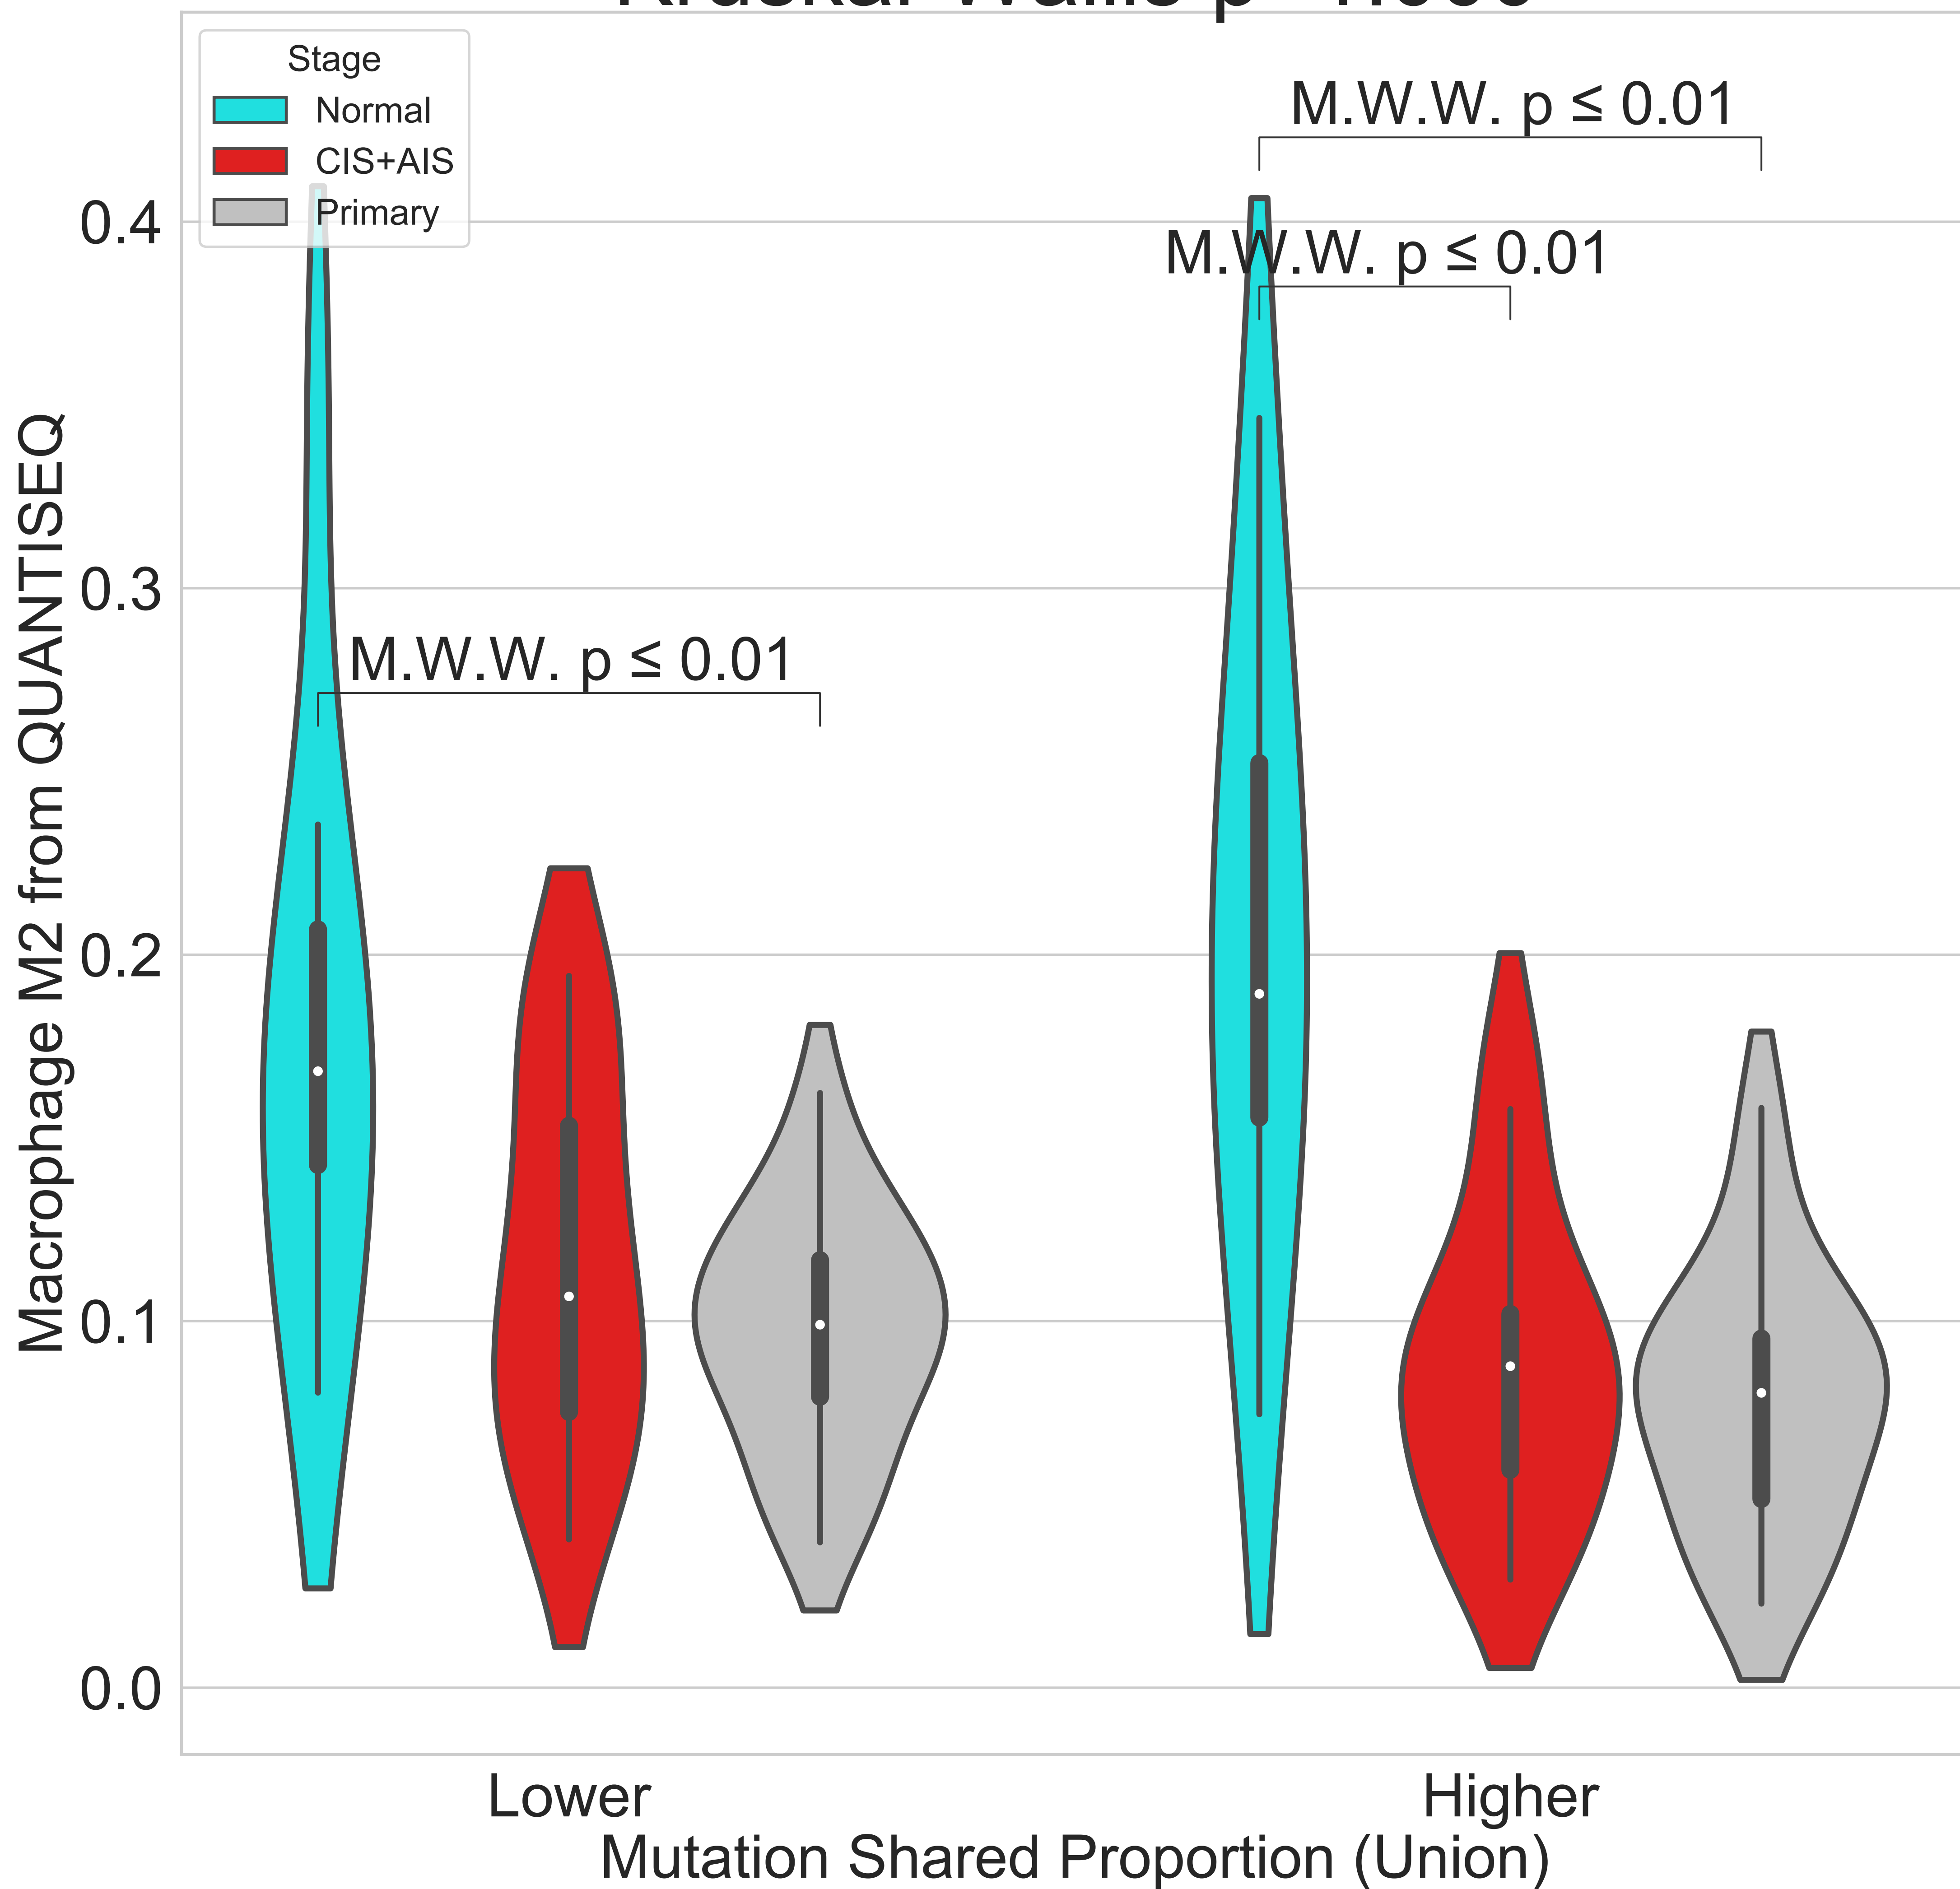 Stage
Normal
CIS+AIS
Primary
M.W.W. p ≤ 0.01
M.W.W. p ≤ 0.01
M.W.W. p ≤ 0.01
0.4
0.3
0.2
0.1
0.0
Macrophage M2 from QUANTISEQ
Lower
Higher
Mutation Shared Proportion (Union)